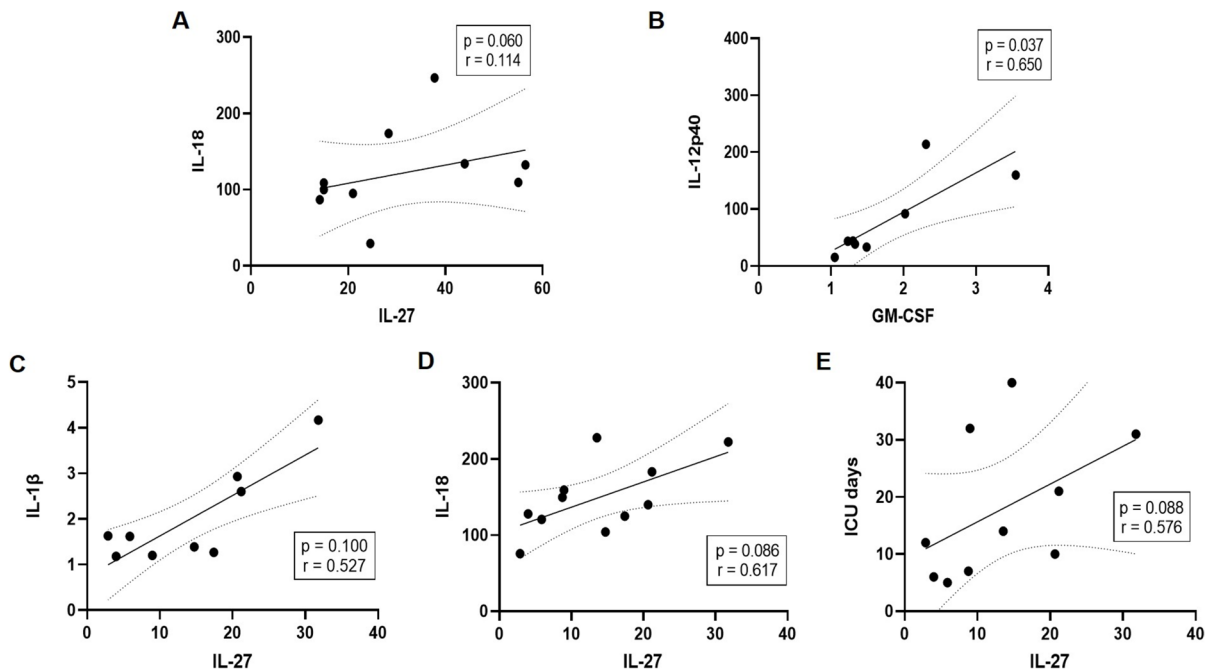 A
p = 0.060
r = 0.114
300
200
100
0
IL-18
0 20 40 60
IL-27
B
p = 0.037
r = 0.650
400
300
200
100
0
IL-12p40
0 1 2 3 4
GM-CSF
C
5
4
3
2
1
0
IL-1β
p = 0.100
r = 0.527
0 10 20 30 40
IL-27
D
300
200
100
0
IL-18
p = 0.086
r = 0.617
0 10 20 30 40
IL-27
E
40
30
20
10
0
ICU days
p = 0.088
r = 0.576
0 10 20 30 40
IL-27